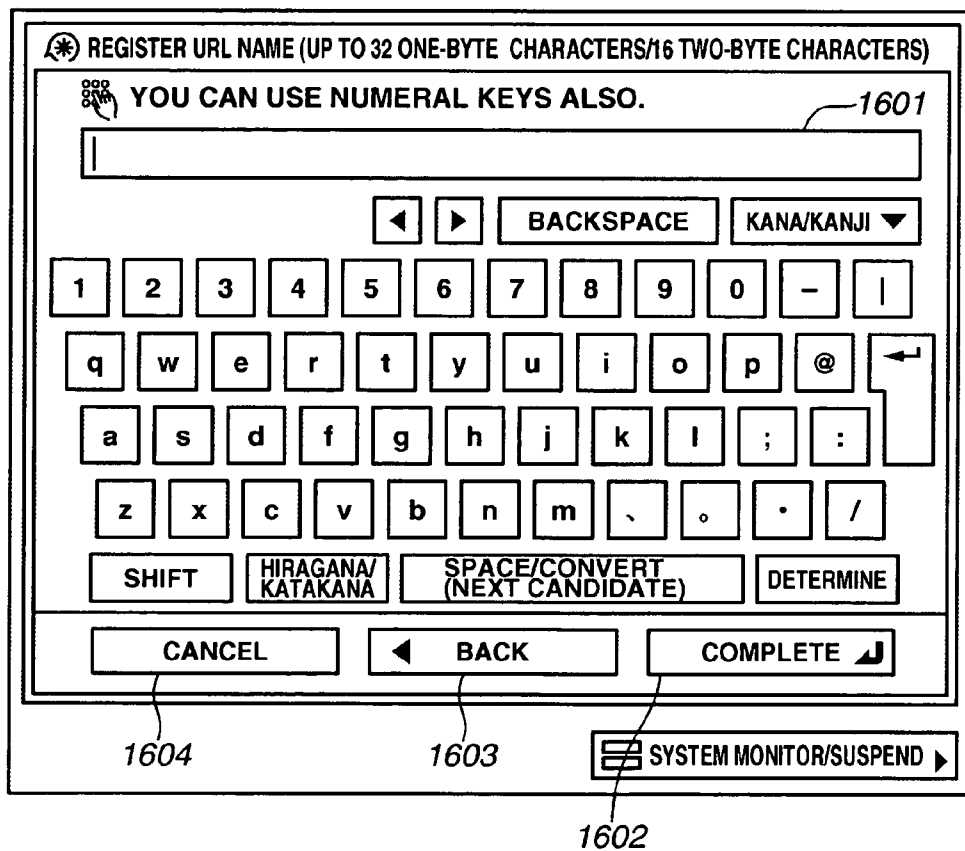 REGISTER URL NAME (UP TO 32 ONE-BYTE CHARACTERS/16 TWO-BYTE CHARACTERS)
YOU CAN USE NUMERAL KEYS ALSO.
1601
BACKSPACE KANA/KANJI
1 2 3 4 5 6 7 8 9 0 – |
q w e r t y u i o p @
a s d f g h j k l ; :
z x c v b n m 、 。 ・ /
SHIFT HIRAGANA/KATAKANA SPACE/CONVERT (NEXT CANDIDATE) DETERMINE
CANCEL BACK COMPLETE
1604 1603
SYSTEM MONITOR/SUSPEND
1602